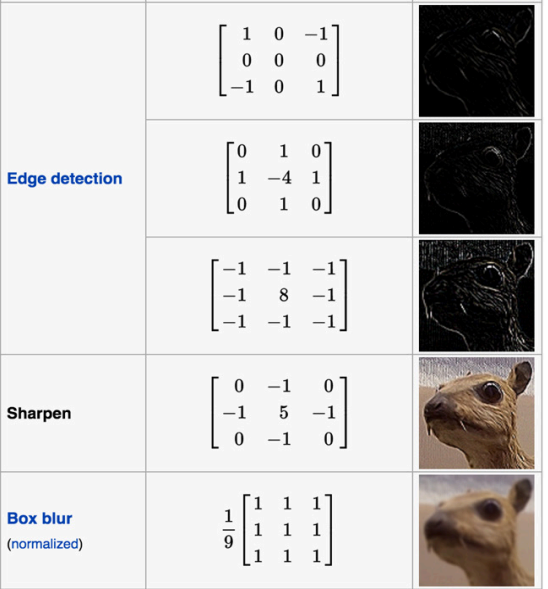 1 0 −1
0 0 0
−1 0 1
Edge detection
0 1 0
1 −4 1
0 1 0
−1 −1 −1
−1 8 −1
−1 −1 −1
Sharpen
0 −1 0
−1 5 −1
0 −1 0
Box blur
(normalized)
1/9
1 1 1
1 1 1
1 1 1